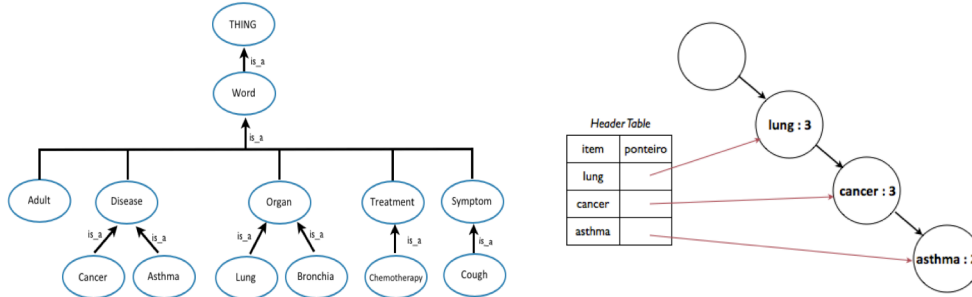 THING
is_a
Word
is_a
Adult
Disease
Organ
Treatment
Symptom
is_a
is_a
is_a
is_a
is_a
is_a
Cancer
Asthma
Lung
Bronchia
Chemotherapy
Cough
lung : 3
Header Table
item ponteiro
lung
cancer
asthma
cancer : 3
asthma :